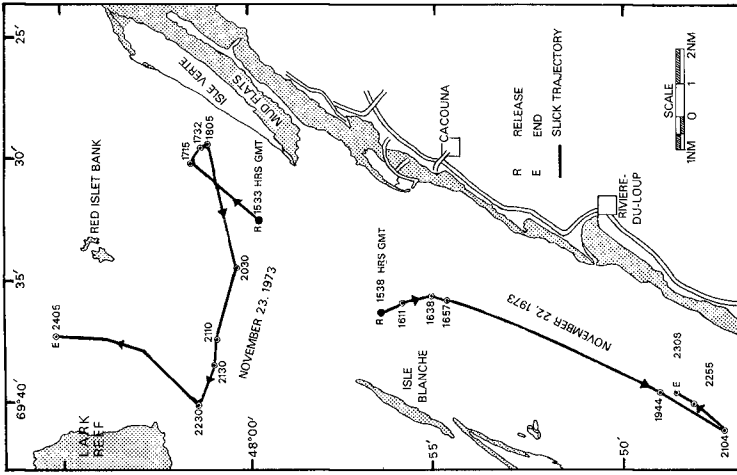 25'
30'
35'
69°40'
48°00'
55'
50'
LARK
REEF
RED ISLET BANK
ISLE VERTE
MUD FLATS
E 2405
1715
1732
1805
R 1533 HRS GMT
2030
2110
2130
2230
NOVEMBER 23, 1973
R 1538 HRS GMT
1611
1638
1657
NOVEMBER 22, 1973
1944
E
2308
2255
2104
ISLE
BLANCHE
CACOUNA
RIVIERE-
DU-LOUP
R RELEASE
E END
SLICK TRAJECTORY
SCALE
1NM 0 1 2NM